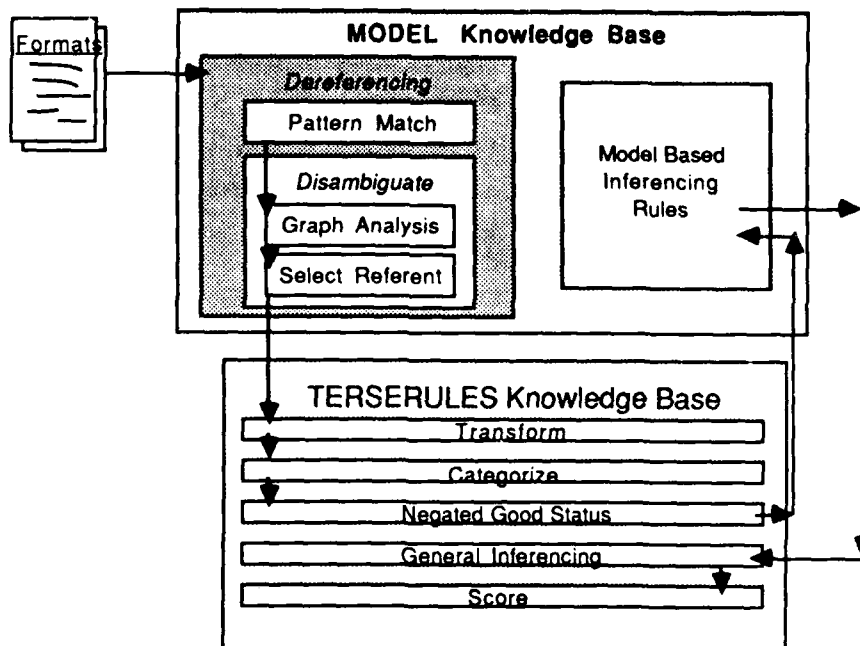 Formats
MODEL Knowledge Base
Dereferencing
Pattern Match
Disambiguate
Graph Analysis
Select Referent
Model Based
Inferencing
Rules
TERSERULES Knowledge Base
Transform
Categorize
Negated Good Status
General Inferencing
Score